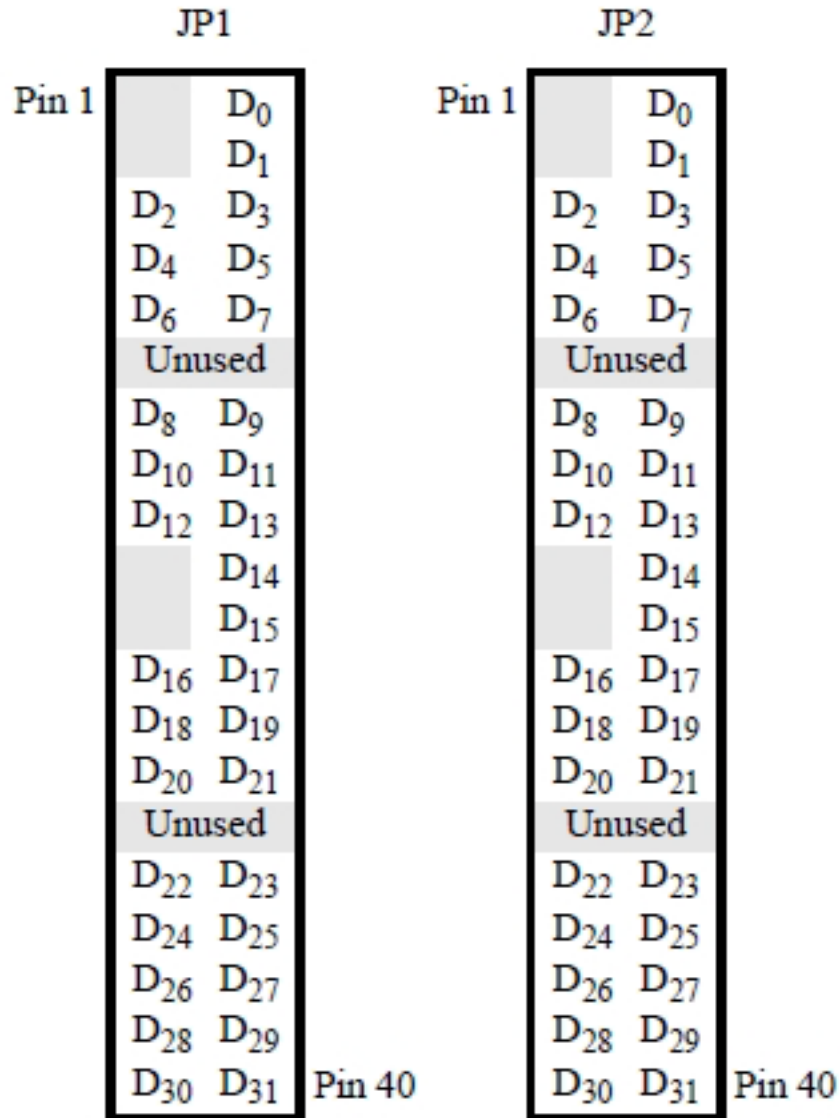 JP1 JP2
Pin 1 D0 Pin 1 D0
D1 D1
D2 D3 D2 D3
D4 D5 D4 D5
D6 D7 D6 D7
Unused Unused
D8 D9 D8 D9
D10 D11 D10 D11
D12 D13 D12 D13
D14 D14
D15 D15
D16 D17 D16 D17
D18 D19 D18 D19
D20 D21 D20 D21
Unused Unused
D22 D23 D22 D23
D24 D25 D24 D25
D26 D27 D26 D27
D28 D29 D28 D29
D30 D31 Pin 40 D30 D31 Pin 40